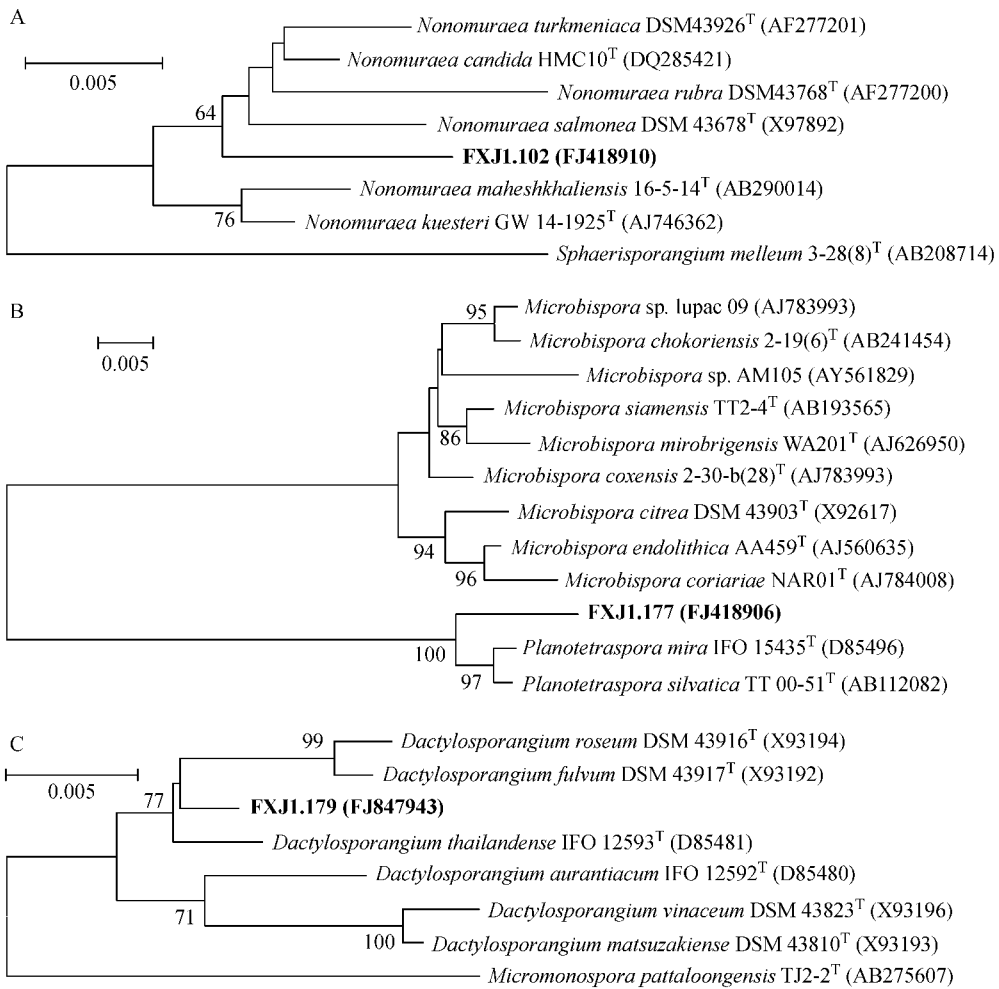 A
Nonomuraea turkmeniaca DSM43926ᵀ (AF277201)
Nonomuraea candida HMC10ᵀ (DQ285421)
0.005
Nonomuraea rubra DSM43768ᵀ (AF277200)
64
Nonomuraea salmonea DSM 43678ᵀ (X97892)
FXJ1.102 (FJ418910)
Nonomuraea maheshkhaliensis 16-5-14ᵀ (AB290014)
76
Nonomuraea kuesteri GW 14-1925ᵀ (AJ746362)
Sphaerisporangium melleum 3-28(8)ᵀ (AB208714)
B
95
Microbispora sp. lupac 09 (AJ783993)
0.005
Microbispora chokoriensis 2-19(6)ᵀ (AB241454)
Microbispora sp. AM105 (AY561829)
Microbispora siamensis TT2-4ᵀ (AB193565)
86
Microbispora mirobrigensis WA201ᵀ (AJ626950)
Microbispora coxensis 2-30-b(28)ᵀ (AJ783993)
Microbispora citrea DSM 43903ᵀ (X92617)
94
Microbispora endolithica AA459ᵀ (AJ560635)
96
Microbispora coriariae NAR01ᵀ (AJ784008)
FXJ1.177 (FJ418906)
100
Planotetraspora mira IFO 15435ᵀ (D85496)
97
Planotetraspora silvatica TT 00-51ᵀ (AB112082)
C
99
Dactylosporangium roseum DSM 43916ᵀ (X93194)
0.005
Dactylosporangium fulvum DSM 43917ᵀ (X93192)
77
FXJ1.179 (FJ847943)
Dactylosporangium thailandense IFO 12593ᵀ (D85481)
Dactylosporangium aurantiacum IFO 12592ᵀ (D85480)
71
Dactylosporangium vinaceum DSM 43823ᵀ (X93196)
100
Dactylosporangium matsuzakiense DSM 43810ᵀ (X93193)
Micromonospora pattaloongensis TJ2-2ᵀ (AB275607)